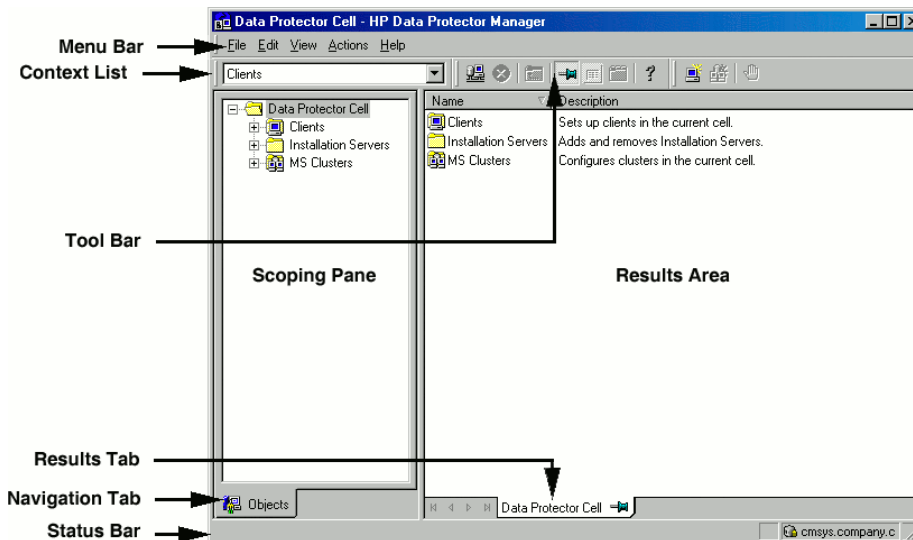 Data Protector Cell - HP Data Protector Manager
Menu Bar
File Edit View Actions Help
Context List
Clients
Name Description
Data Protector Cell
Clients
Installation Servers
MS Clusters
Clients Sets up clients in the current cell.
Installation Servers Adds and removes Installation Servers.
MS Clusters Configures clusters in the current cell.
Tool Bar
Scoping Pane
Results Area
Results Tab
Navigation Tab
Objects
Data Protector Cell
Status Bar
cmsys.company.c